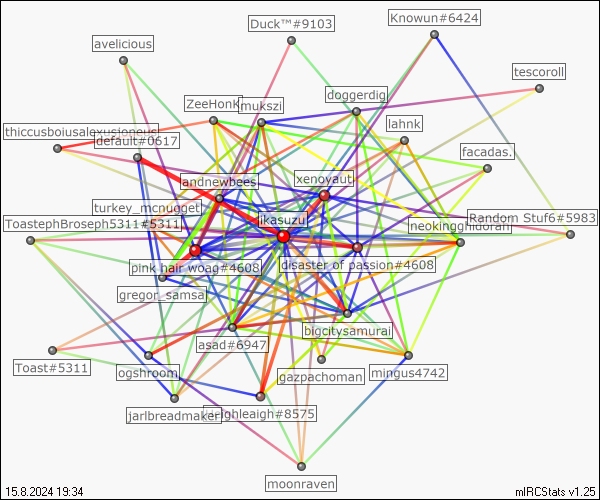 Duck™#9103
Knowun#6424
avelicious
tescoroll
doggerdig
ZeeHonk
mukszi
lahnk
thiccusboiusalexusioneus
default#0617
facadas.
xenoyaut
andnewbees
turkey_mcnugget
ikasuzu
Random Stuf6#5983
ToastephBroseph5311#5311
neokingghidorah
pink hair woag#4608
disaster of passion#4608
gregor_samsa
bigcitysamurai
asad#6947
Toast#5311
ogshroom
gazpachoman
mingus4742
jarlbreadmaker
kerighleigh#8575
moonraven
15.8.2024 19:34
mIRCStats v1.25